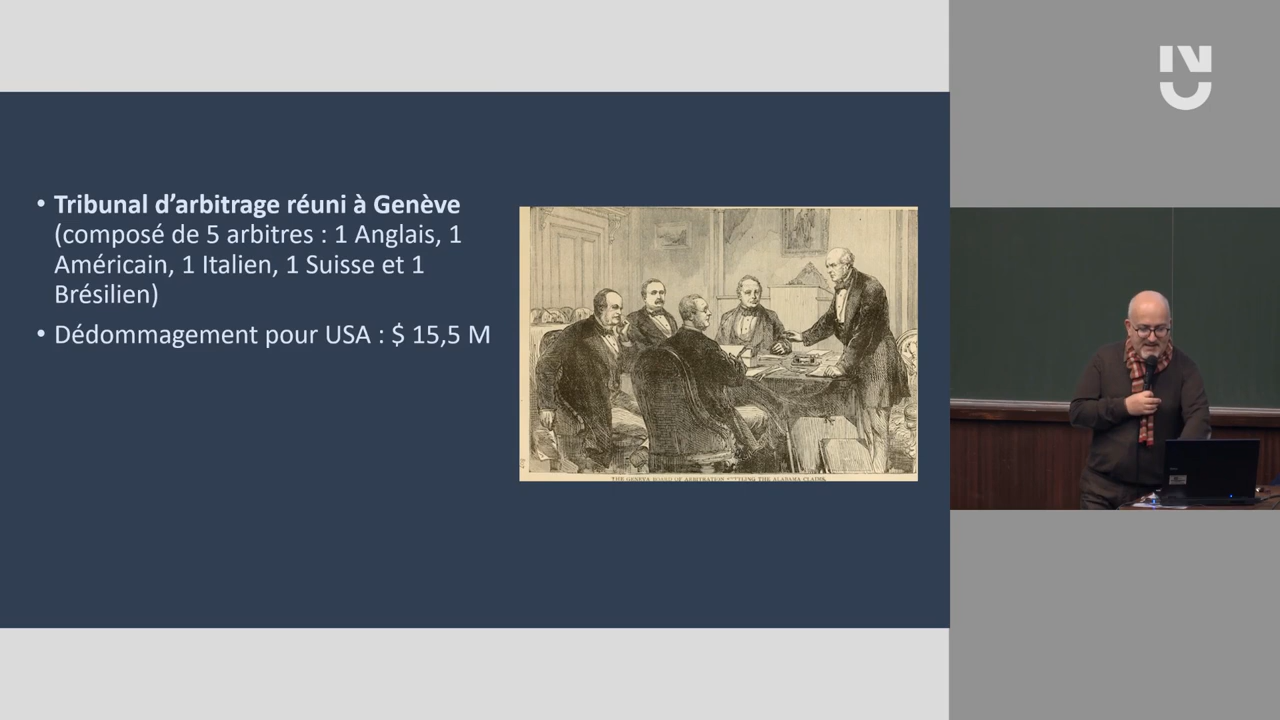 • Tribunal d’arbitrage réuni à Genève
(composé de 5 arbitres : 1 Anglais, 1
Américain, 1 Italien, 1 Suisse et 1
Brésilien)
• Dédommagement pour USA : $ 15,5 M
THE GENEVA BOARD OF ARBITRATION SETTLING THE ALABAMA CLAIMS.
NU